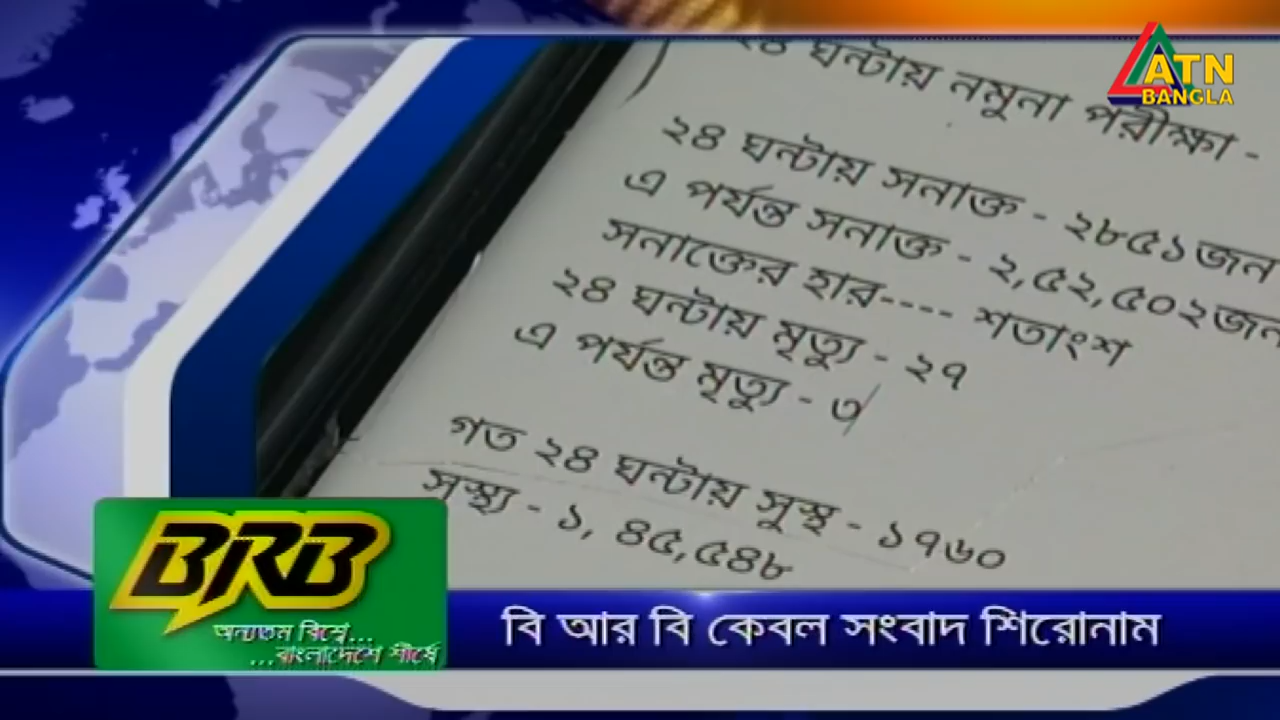 ATN
BANGLA
২৪ ঘন্টায় নমুনা পরীক্ষা -
২৪ ঘন্টায় সনাক্ত - ২৮৫১জন
এ পর্যন্ত সনাক্ত - ২,৫২,৫০২জন
সনাক্তের হার---- শতাংশ
২৪ ঘন্টায় মৃত্যু - ২৭
এ পর্যন্ত মৃত্যু - ৩
গত ২৪ ঘন্টায় সুস্থ - ১৭৬০
সুস্থ্য - ১, ৪৫,৫৪৮
BRB
অন্যতম বিশ্বে...
...বাংলাদেশে শীর্ষে
বি আর বি কেবল সংবাদ শিরোনাম